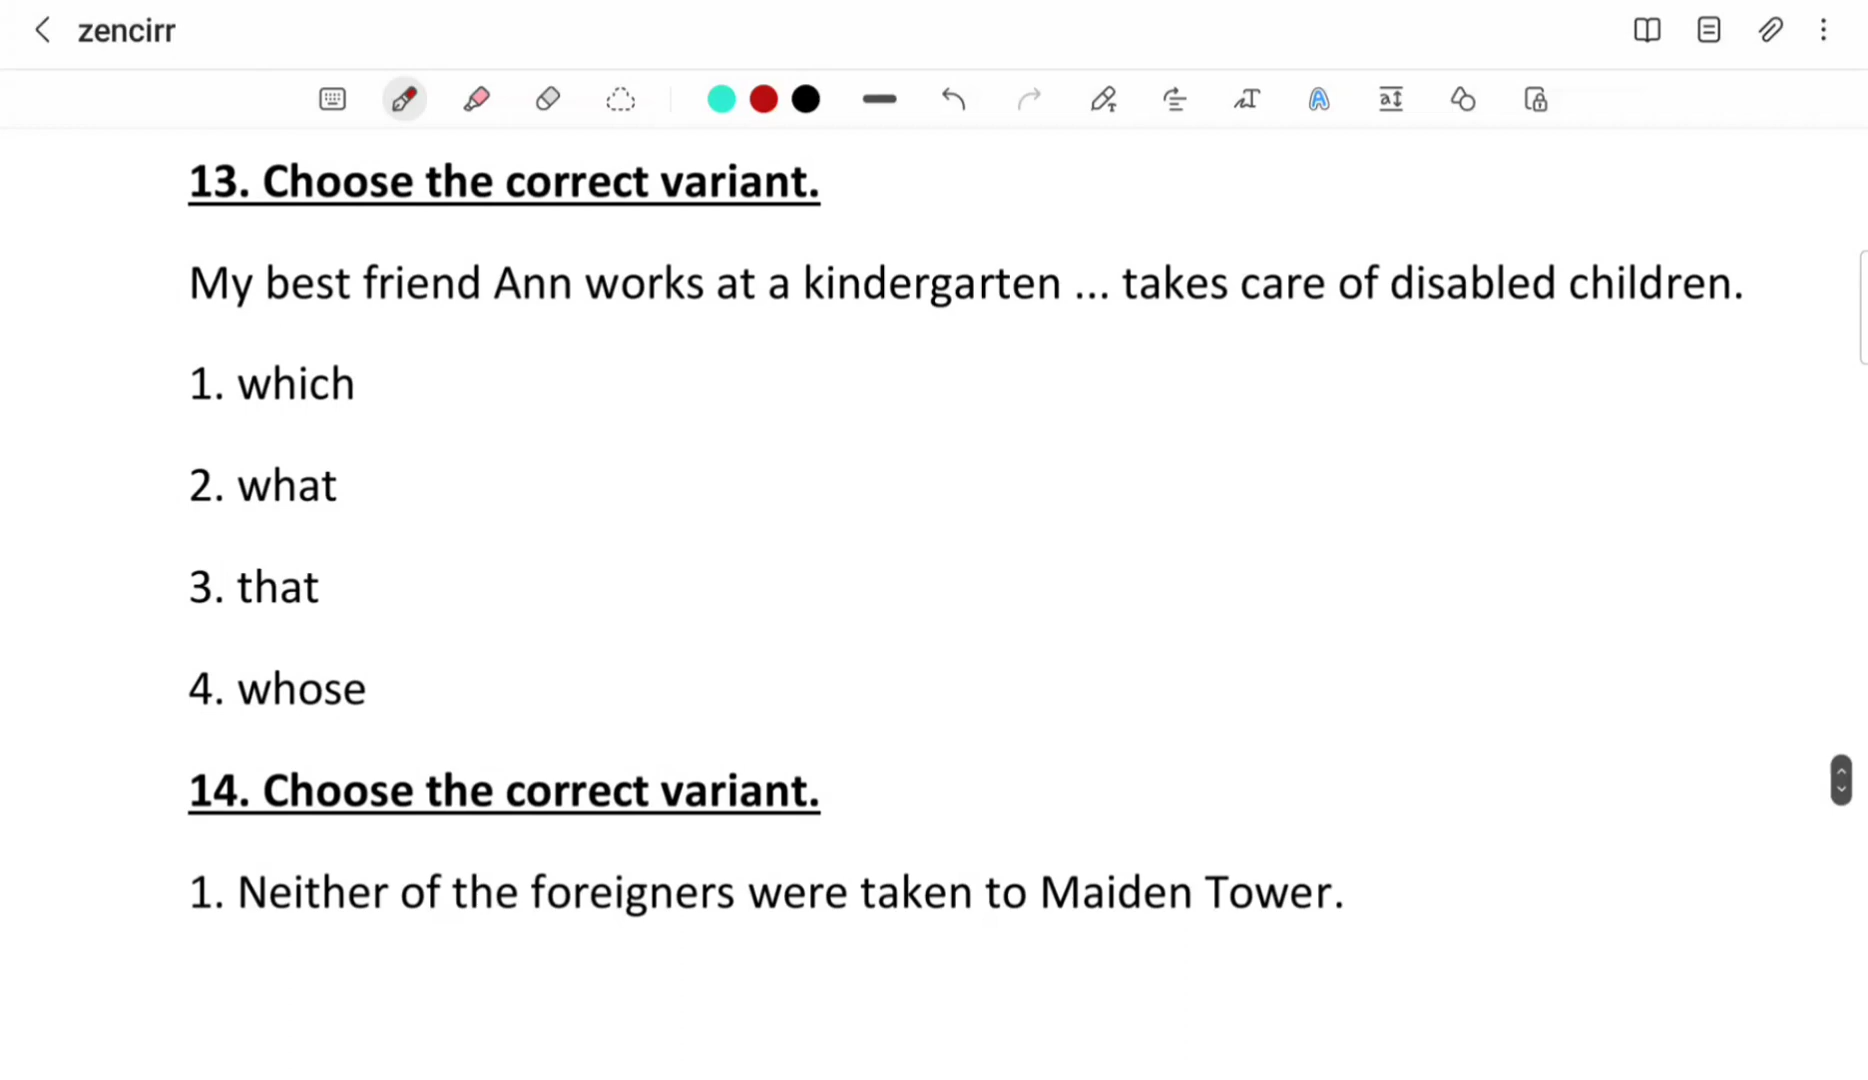 zencirr
13. Choose the correct variant.
My best friend Ann works at a kindergarten ... takes care of disabled children.
1. which
2. what
3. that
4. whose
14. Choose the correct variant.
1. Neither of the foreigners were taken to Maiden Tower.